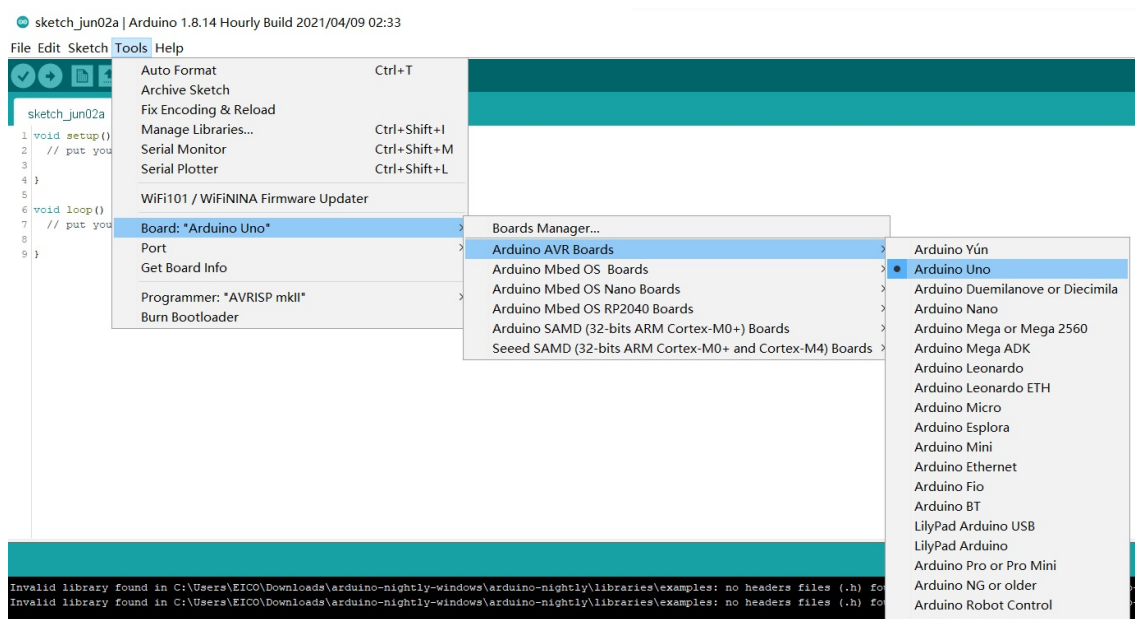 sketch_jun02a | Arduino 1.8.14 Hourly Build 2021/04/09 02:33
File Edit Sketch Tools Help
sketch_jun02a
1 void setup()
2 // put you
3
4 }
5
6 void loop()
7 // put you
8
9 }
Auto Format Ctrl+T
Archive Sketch
Fix Encoding & Reload
Manage Libraries... Ctrl+Shift+I
Serial Monitor Ctrl+Shift+M
Serial Plotter Ctrl+Shift+L
WiFi101 / WiFiNINA Firmware Updater
Board: "Arduino Uno"
Port
Get Board Info
Programmer: "AVRISP mkII"
Burn Bootloader
Boards Manager...
Arduino AVR Boards
Arduino Mbed OS Boards
Arduino Mbed OS Nano Boards
Arduino Mbed OS RP2040 Boards
Arduino SAMD (32-bits ARM Cortex-M0+) Boards
Seeed SAMD (32-bits ARM Cortex-M0+ and Cortex-M4) Boards
Arduino Yún
Arduino Uno
Arduino Duemilanove or Diecimila
Arduino Nano
Arduino Mega or Mega 2560
Arduino Mega ADK
Arduino Leonardo
Arduino Leonardo ETH
Arduino Micro
Arduino Esplora
Arduino Mini
Arduino Ethernet
Arduino Fio
Arduino BT
LilyPad Arduino USB
LilyPad Arduino
Arduino Pro or Pro Mini
Arduino NG or older
Arduino Robot Control
Invalid library found in C:\Users\EICO\Downloads\arduino-nightly-windows\arduino-nightly\libraries\examples: no headers files (.h) fo
Invalid library found in C:\Users\EICO\Downloads\arduino-nightly-windows\arduino-nightly\libraries\examples: no headers files (.h) fo